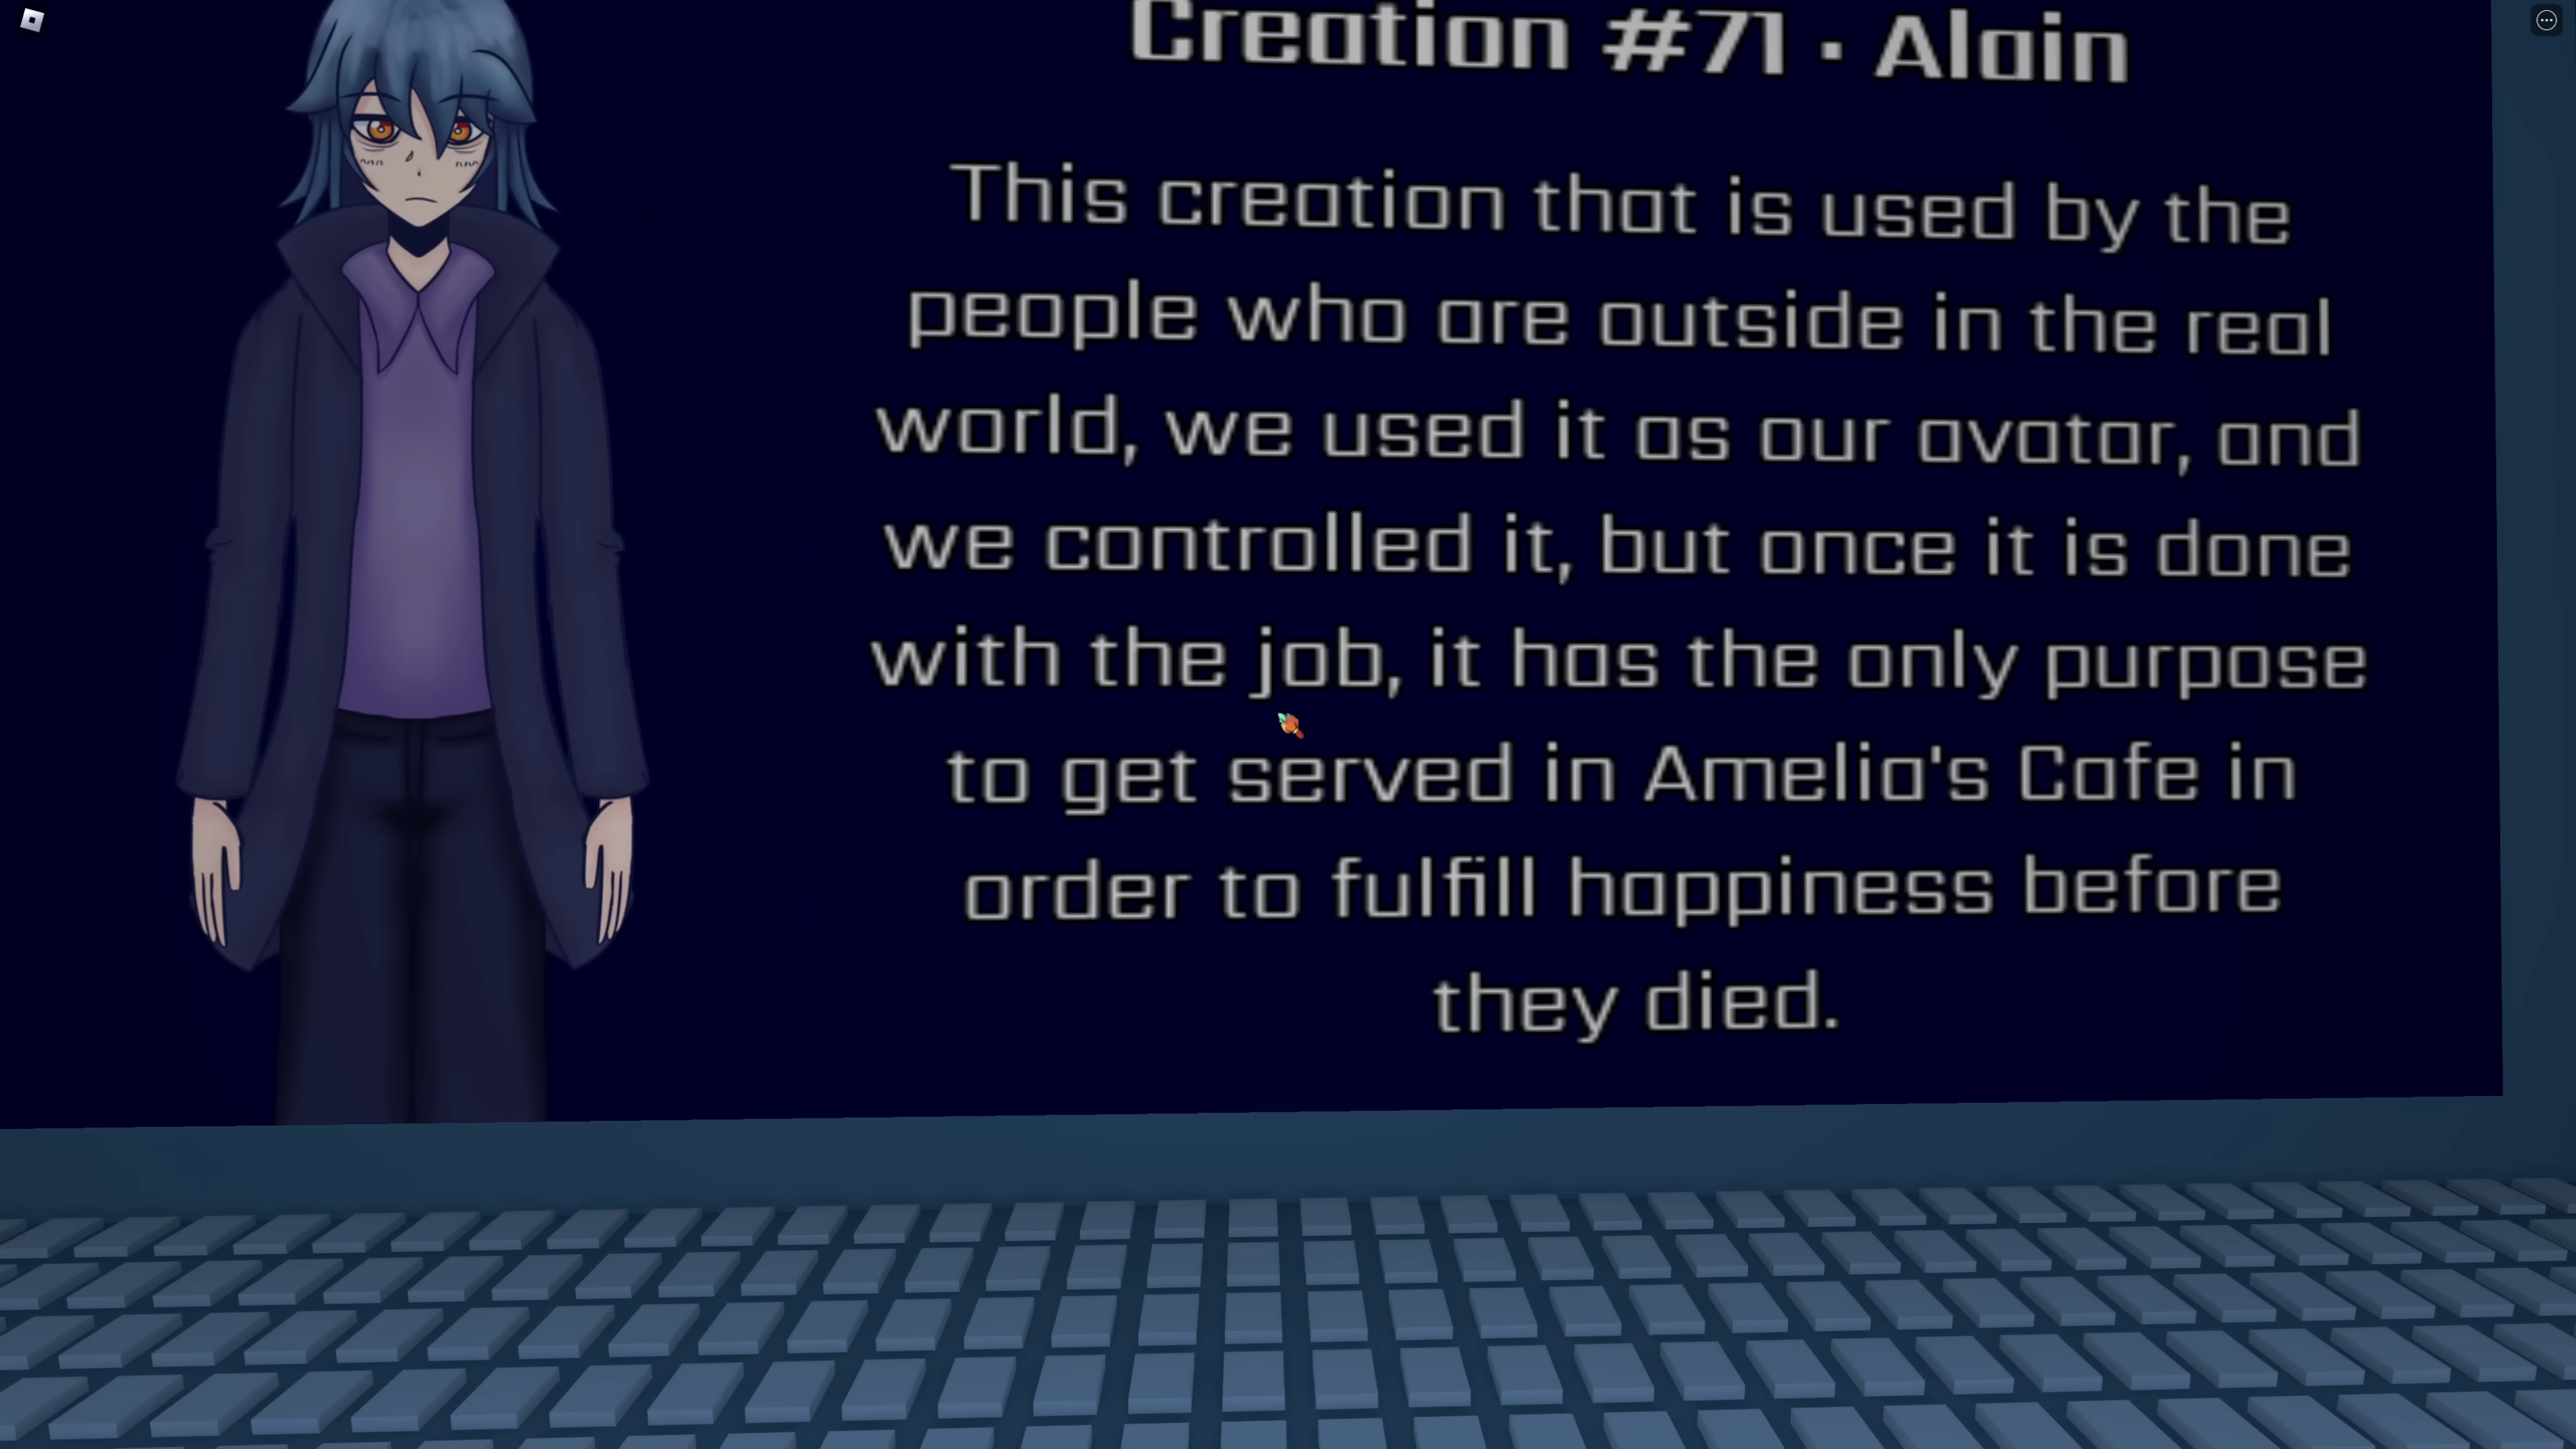 Creation #71 · Alain
This creation that is used by the
people who are outside in the real
world, we used it as our avatar, and
we controlled it, but once it is done
with the job, it has the only purpose
to get served in Amelia's Cafe in
order to fulfill happiness before
they died.